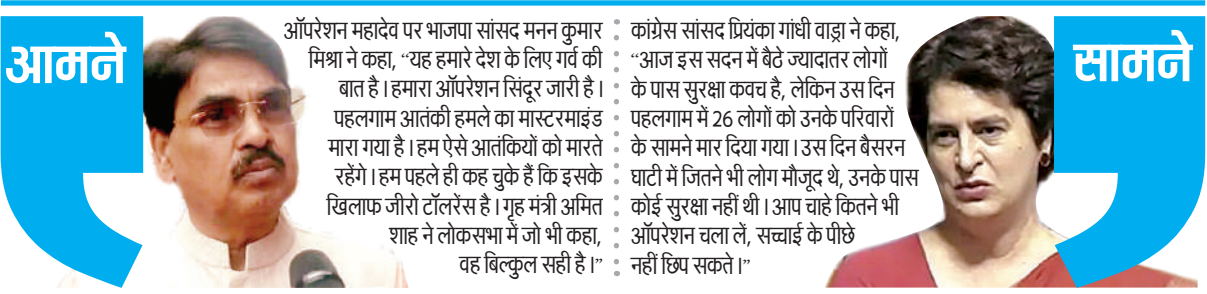 आमने
ऑपरेशन महादेव पर भाजपा सांसद मनन कुमार
मिश्रा ने कहा, “यह हमारे देश के लिए गर्व की
बात है। हमारा ऑपरेशन सिंदूर जारी है।
पहलगाम आतंकी हमले का मास्टरमाइंड
मारा गया है। हम ऐसे आतंकियों को मारते
रहेंगे। हम पहले ही कह चुके हैं कि इसके
खिलाफ जीरो टॉलरेंस है। गृह मंत्री अमित
शाह ने लोकसभा में जो भी कहा,
वह बिल्कुल सही है।”
कांग्रेस सांसद प्रियंका गांधी वाड्रा ने कहा,
“आज इस सदन में बैठे ज्यादातर लोगों
के पास सुरक्षा कवच है, लेकिन उस दिन
पहलगाम में 26 लोगों को उनके परिवारों
के सामने मार दिया गया। उस दिन बैसरन
घाटी में जितने भी लोग मौजूद थे, उनके पास
कोई सुरक्षा नहीं थी। आप चाहे कितने भी
ऑपरेशन चला लें, सच्चाई के पीछे
नहीं छिप सकते।”
सामने